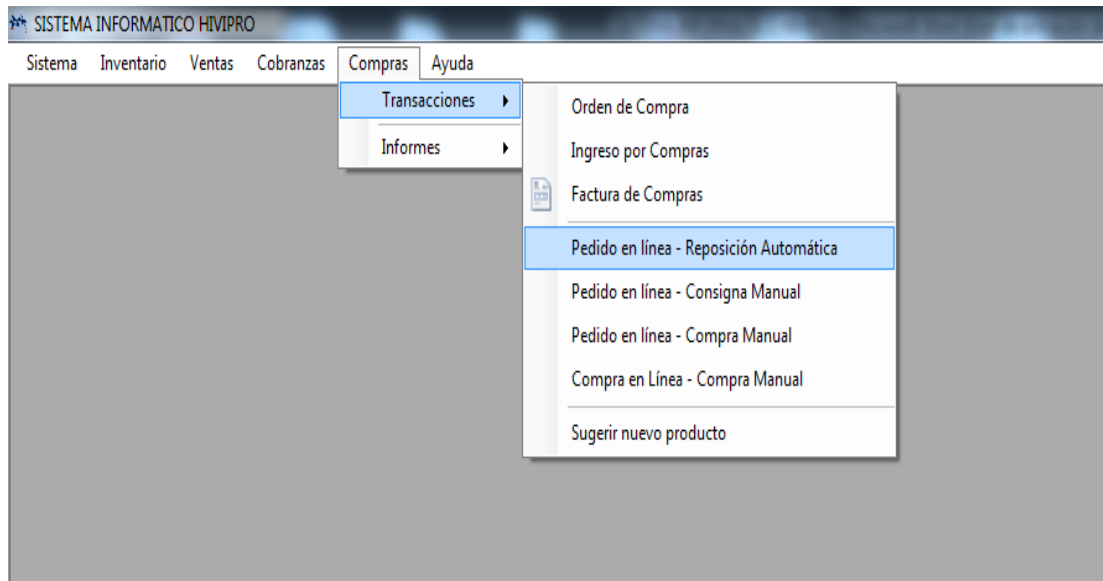 SISTEMA INFORMATICO HIVIPRO
Sistema Inventario Ventas Cobranzas Compras Ayuda
Transacciones
Informes
Orden de Compra
Ingreso por Compras
Factura de Compras
Pedido en línea - Reposición Automática
Pedido en línea - Consigna Manual
Pedido en línea - Compra Manual
Compra en Línea - Compra Manual
Sugerir nuevo producto